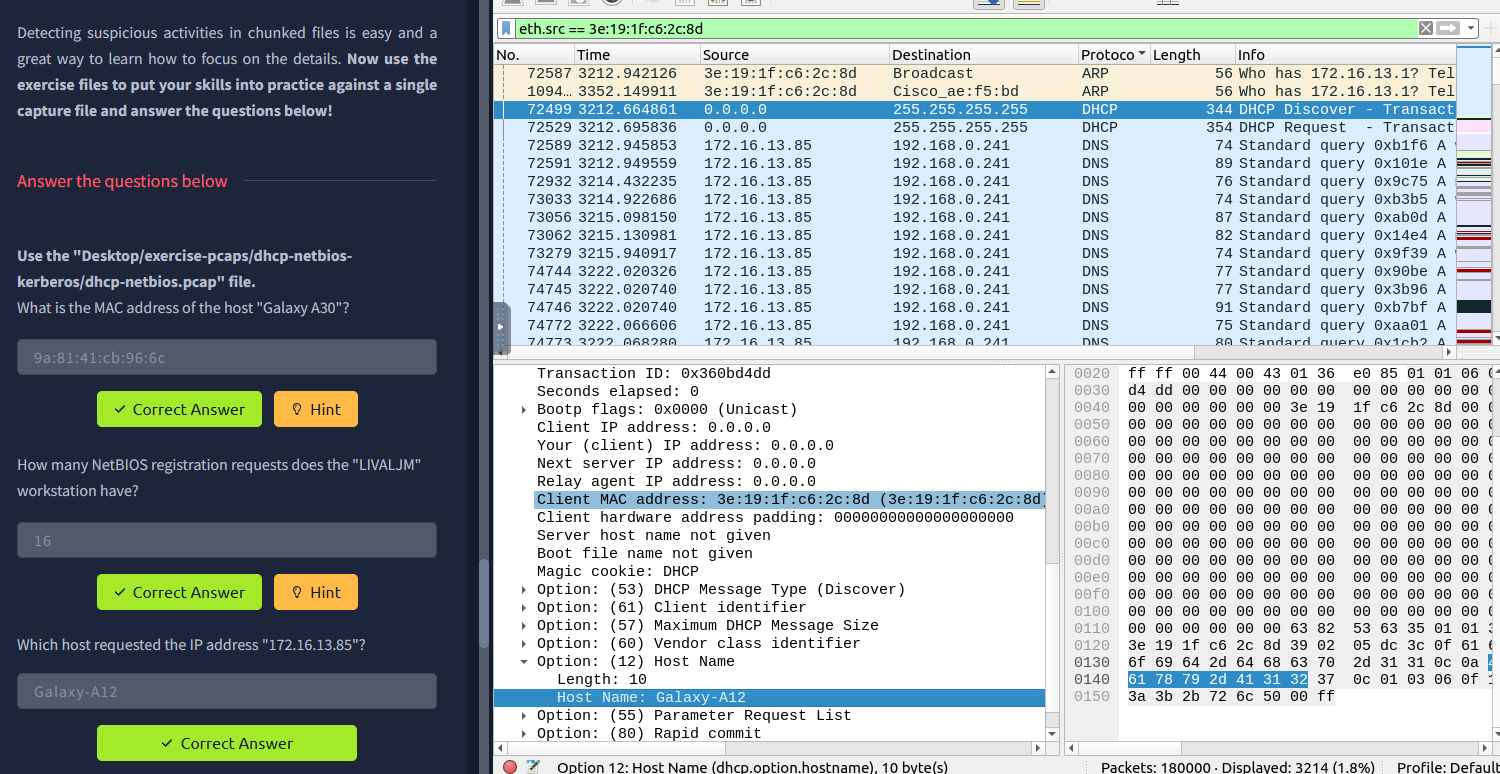 Detecting suspicious activities in chunked files is easy and a
great way to learn how to focus on the details. Now use the
exercise files to put your skills into practice against a single
capture file and answer the questions below!
Answer the questions below
Use the "Desktop/exercise-pcaps/dhcp-netbios-
kerberos/dhcp-netbios.pcap" file.
What is the MAC address of the host "Galaxy A30"?
9a:81:41:cb:96:6c
Correct Answer
Hint
How many NetBIOS registration requests does the "LIVALJM"
workstation have?
16
Correct Answer
Hint
Which host requested the IP address "172.16.13.85"?
Galaxy-A12
Correct Answer
eth.src == 3e:19:1f:c6:2c:8d
No. Time Source Destination Protoco Length Info
72587 3212.942126 3e:19:1f:c6:2c:8d Broadcast ARP 56 Who has 172.16.13.1? Tel
1094… 3352.149911 3e:19:1f:c6:2c:8d Cisco_ae:f5:bd ARP 56 Who has 172.16.13.1? Tel
72499 3212.664861 0.0.0.0 255.255.255.255 DHCP 344 DHCP Discover - Transact
72529 3212.695836 0.0.0.0 255.255.255.255 DHCP 354 DHCP Request  - Transact
72589 3212.945853 172.16.13.85 192.168.0.241 DNS 74 Standard query 0xb1f6 A
72591 3212.949559 172.16.13.85 192.168.0.241 DNS 89 Standard query 0x101e A
72932 3214.432235 172.16.13.85 192.168.0.241 DNS 76 Standard query 0x9c75 A
73033 3214.922686 172.16.13.85 192.168.0.241 DNS 74 Standard query 0xb3b5 A
73056 3215.098150 172.16.13.85 192.168.0.241 DNS 87 Standard query 0xab0d A
73062 3215.130981 172.16.13.85 192.168.0.241 DNS 82 Standard query 0x14e4 A
73279 3215.940917 172.16.13.85 192.168.0.241 DNS 74 Standard query 0x9f39 A
74744 3222.020326 172.16.13.85 192.168.0.241 DNS 77 Standard query 0x90be A
74745 3222.020740 172.16.13.85 192.168.0.241 DNS 77 Standard query 0x3b96 A
74746 3222.020740 172.16.13.85 192.168.0.241 DNS 91 Standard query 0xb7bf A
74772 3222.066606 172.16.13.85 192.168.0.241 DNS 75 Standard query 0xaa01 A
74773 3222.068280 172.16.13.85 192.168.0.241 DNS 80 Standard query 0x1cb2 A
Transaction ID: 0x360bd4dd
Seconds elapsed: 0
Bootp flags: 0x0000 (Unicast)
Client IP address: 0.0.0.0
Your (client) IP address: 0.0.0.0
Next server IP address: 0.0.0.0
Relay agent IP address: 0.0.0.0
Client MAC address: 3e:19:1f:c6:2c:8d (3e:19:1f:c6:2c:8d)
Client hardware address padding: 00000000000000000000
Server host name not given
Boot file name not given
Magic cookie: DHCP
Option: (53) DHCP Message Type (Discover)
Option: (61) Client identifier
Option: (57) Maximum DHCP Message Size
Option: (60) Vendor class identifier
Option: (12) Host Name
Length: 10
Host Name: Galaxy-A12
Option: (55) Parameter Request List
Option: (80) Rapid commit
0020 ff ff 00 44 00 43 01 36 e0 85 01 01 06
0030 d4 dd 00 00 00 00 00 00 00 00 00 00 00
0040 00 00 00 00 00 00 3e 19 1f c6 2c 8d 00
0050 00 00 00 00 00 00 00 00 00 00 00 00 00
0060 00 00 00 00 00 00 00 00 00 00 00 00 00
0070 00 00 00 00 00 00 00 00 00 00 00 00 00
0080 00 00 00 00 00 00 00 00 00 00 00 00 00
0090 00 00 00 00 00 00 00 00 00 00 00 00 00
00a0 00 00 00 00 00 00 00 00 00 00 00 00 00
00b0 00 00 00 00 00 00 00 00 00 00 00 00 00
00c0 00 00 00 00 00 00 00 00 00 00 00 00 00
00d0 00 00 00 00 00 00 00 00 00 00 00 00 00
00e0 00 00 00 00 00 00 00 00 00 00 00 00 00
00f0 00 00 00 00 00 00 00 00 00 00 00 00 00
0100 00 00 00 00 00 00 00 00 00 00 00 00 00
0110 00 00 00 00 00 00 63 82 53 63 35 01 01
0120 3e 19 1f c6 2c 8d 39 02 05 dc 3c 0f 61
0130 6f 69 64 2d 64 68 63 70 2d 31 31 0c 0a
0140 61 78 79 2d 41 31 32 37 0c 01 03 06 0f
0150 3a 3b 2b 72 6c 50 00 ff
Option 12: Host Name (dhcp.option.hostname), 10 byte(s)
Packets: 180000 · Displayed: 3214 (1.8%)
Profile: Default